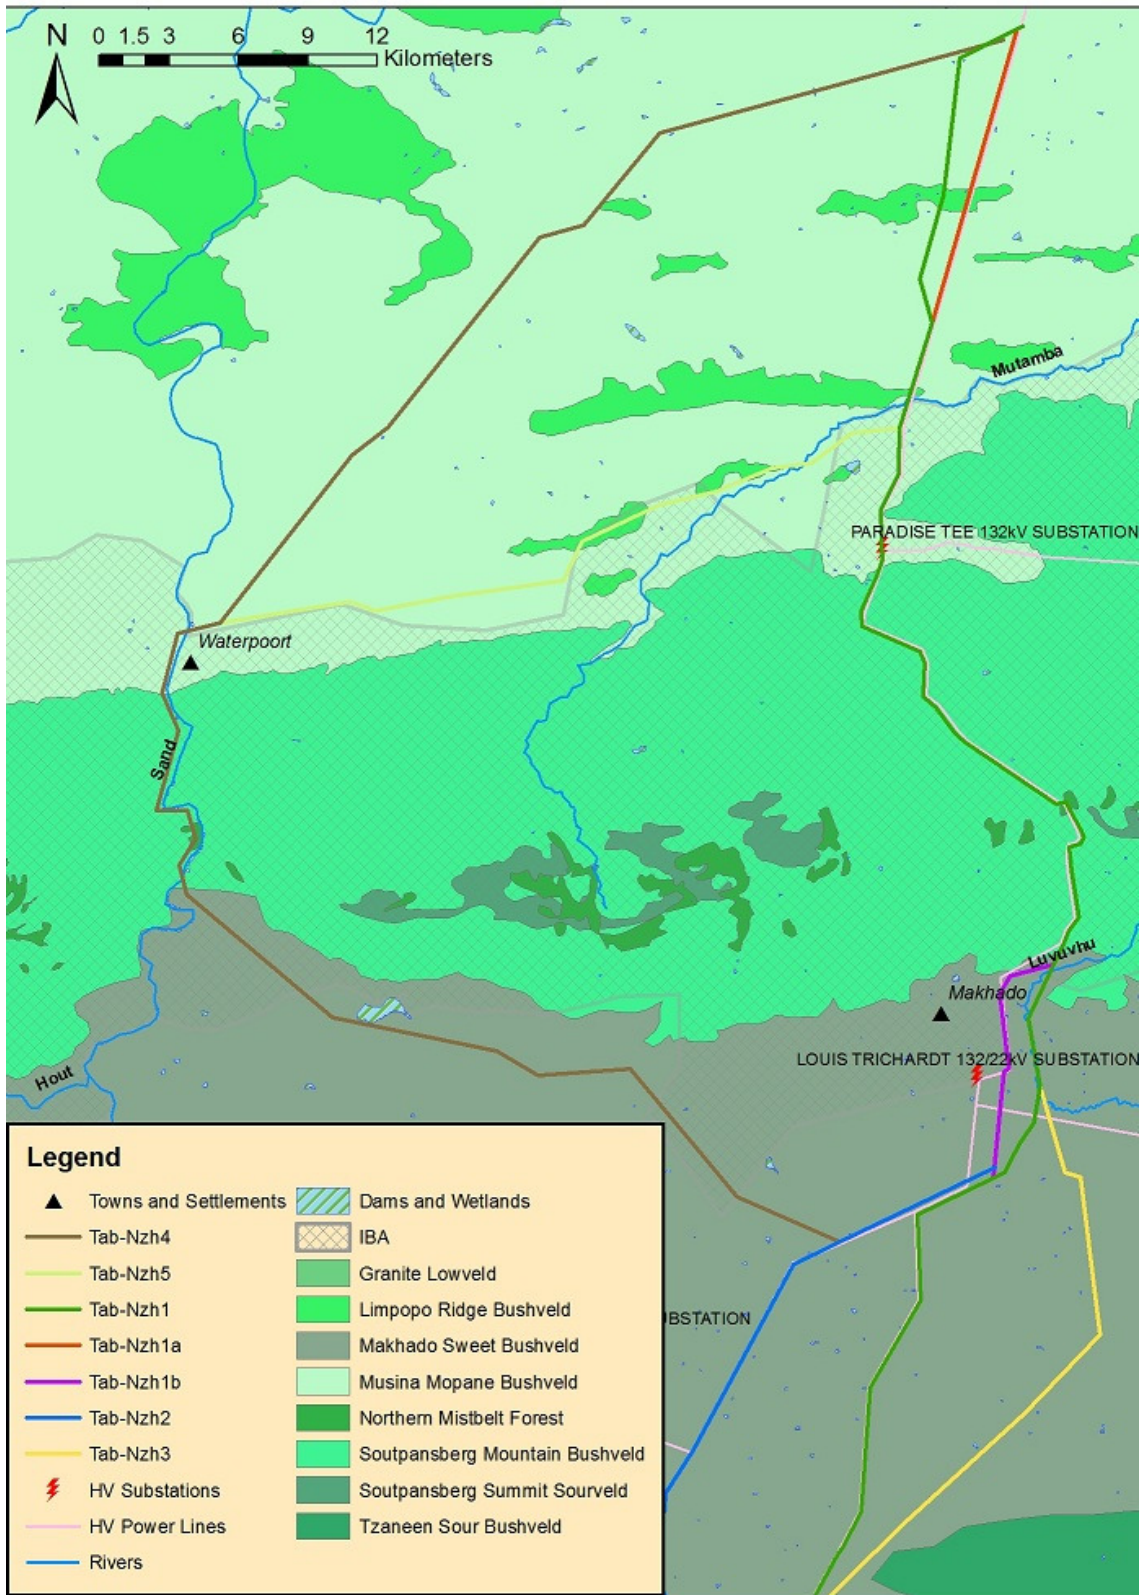 N
0 1.5 3 6 9 12
Kilometers
Mutamba
PARADISE TEE 132kV SUBSTATION
Waterpoort
Sand
Luvuvhu
Makhado
LOUIS TRICHARDT 132/22kV SUBSTATION
Hout
UBSTATION
Legend
Towns and Settlements
Tab-Nzh4
Tab-Nzh5
Tab-Nzh1
Tab-Nzh1a
Tab-Nzh1b
Tab-Nzh2
Tab-Nzh3
HV Substations
HV Power Lines
Rivers
Dams and Wetlands
IBA
Granite Lowveld
Limpopo Ridge Bushveld
Makhado Sweet Bushveld
Musina Mopane Bushveld
Northern Mistbelt Forest
Soutpansberg Mountain Bushveld
Soutpansberg Summit Sourveld
Tzaneen Sour Bushveld